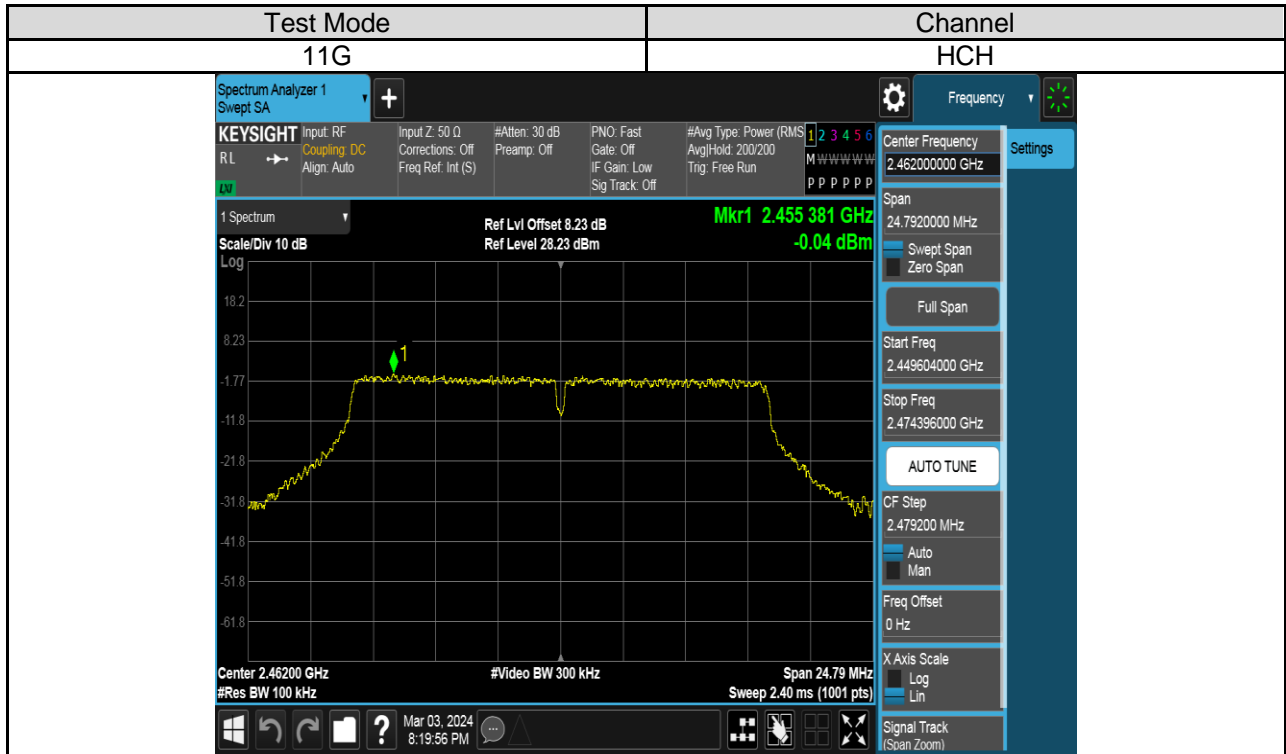 Test Mode
Channel
11G
HCH
Spectrum Analyzer 1
Swept SA
+
Frequency
KEYSIGHT
RL
LXI
Input: RF
Coupling: DC
Align: Auto
Input Z: 50 Ω
Corrections: Off
Freq Ref: Int (S)
#Atten: 30 dB
Preamp: Off
PNO: Fast
Gate: Off
IF Gain: Low
Sig Track: Off
#Avg Type: Power (RMS
Avg|Hold: 200/200
Trig: Free Run
1 2 3 4 5 6
M W W W W W
P P P P P P
1 Spectrum
Scale/Div 10 dB
Log
Ref Lvl Offset 8.23 dB
Ref Level 28.23 dBm
Mkr1 2.455 381 GHz
-0.04 dBm
18.2
8.23
-1.77
-11.8
-21.8
-31.8
-41.8
-51.8
-61.8
1
Center 2.46200 GHz
#Res BW 100 kHz
#Video BW 300 kHz
Span 24.79 MHz
Sweep 2.40 ms (1001 pts)
Mar 03, 2024
8:19:56 PM
?
Center Frequency
2.462000000 GHz
Settings
Span
24.7920000 MHz
Swept Span
Zero Span
Full Span
Start Freq
2.449604000 GHz
Stop Freq
2.474396000 GHz
AUTO TUNE
CF Step
2.479200 MHz
Auto
Man
Freq Offset
0 Hz
X Axis Scale
Log
Lin
Signal Track
(Span Zoom)